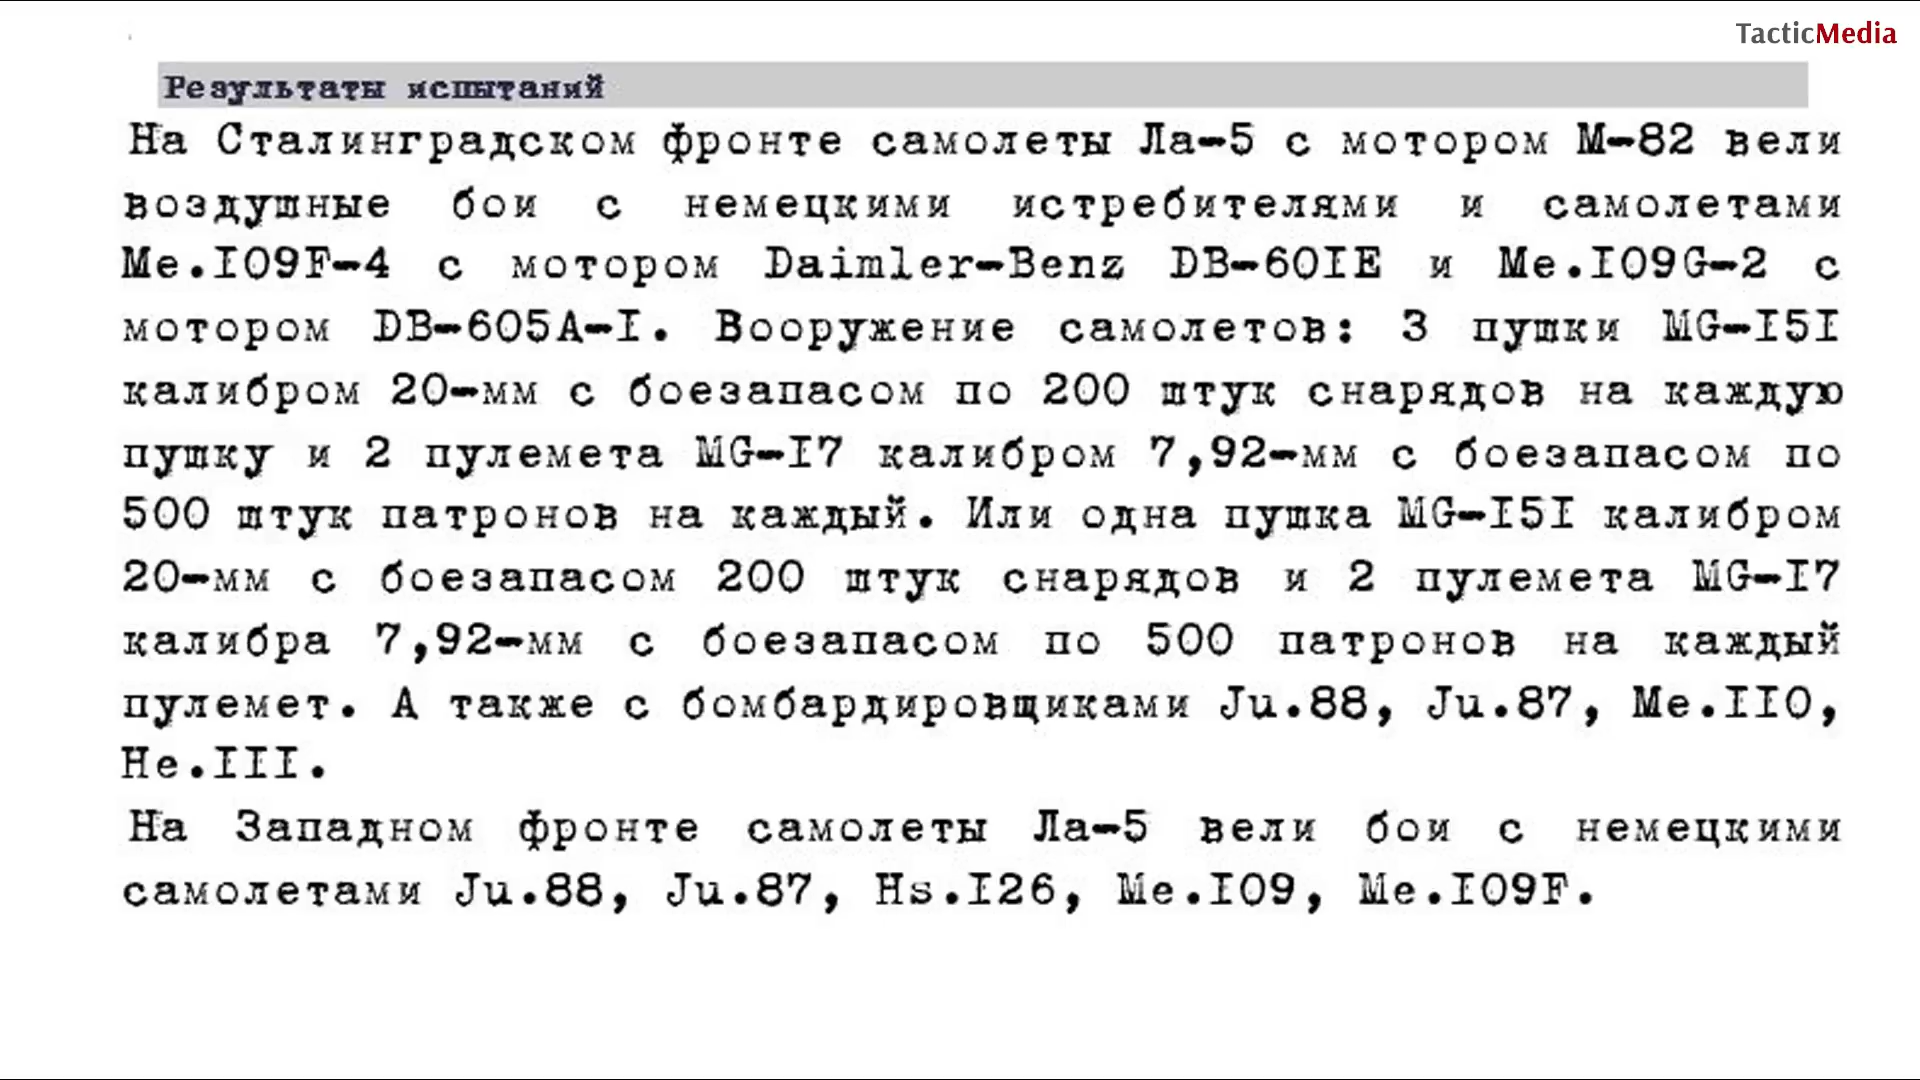 TacticMedia
Результаты испытаний
На Сталинградском фронте самолеты Ла-5 с мотором М-82 вели
воздушные бои с немецкими истребителями и самолетами
Me.I09F-4 с мотором Daimler-Benz DB-60IE и Me.I09G-2 с
мотором DB-605A-I. Вооружение самолетов: 3 пушки MG-I5I
калибром 20-мм с боезапасом по 200 штук снарядов на каждую
пушку и 2 пулемета MG-I7 калибром 7,92-мм с боезапасом по
500 штук патронов на каждый. Или одна пушка MG-I5I калибром
20-мм с боезапасом 200 штук снарядов и 2 пулемета MG-I7
калибра 7,92-мм с боезапасом по 500 патронов на каждый
пулемет. А также с бомбардировщиками Ju.88, Ju.87, Me.II0,
He.III.
На Западном фронте самолеты Ла-5 вели бои с немецкими
самолетами Ju.88, Ju.87, Hs.I26, Me.I09, Me.I09F.